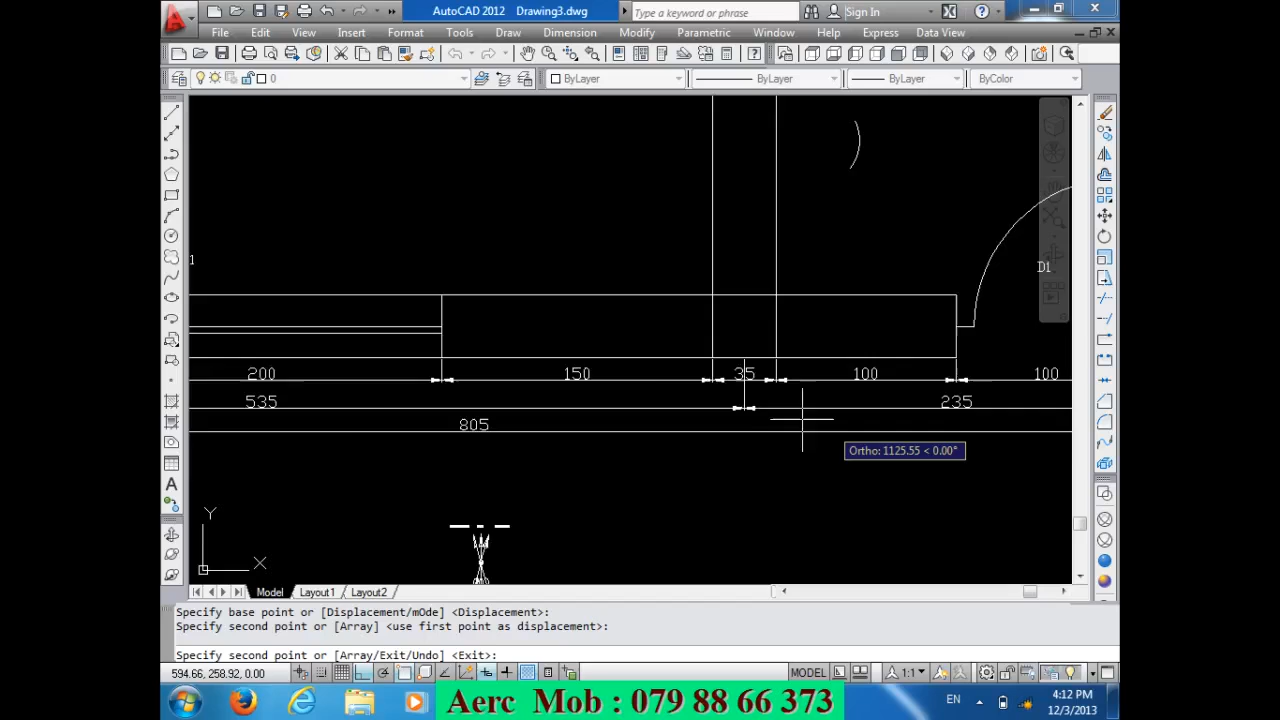 AutoCAD 2012 Drawing3.dwg
Type a keyword or phrase
Sign In
File Edit View Insert Format Tools Draw Dimension Modify Parametric Window Help Express Data View
0
ByLayer
ByLayer
ByLayer
ByColor
1
D1
200 150 35 100 100
535 235
805
Ortho: 1125.55 < 0.00°
Y
X
Model Layout1 Layout2
Specify base point or [Displacement/mOde] <Displacement>:
Specify second point or [Array] <use first point as displacement>:
Specify second point or [Array/Exit/Undo] <Exit>:
594.66, 258.92, 0.00
MODEL
1:1
Aerc Mob : 079 88 66 373
EN
4:12 PM
12/3/2013